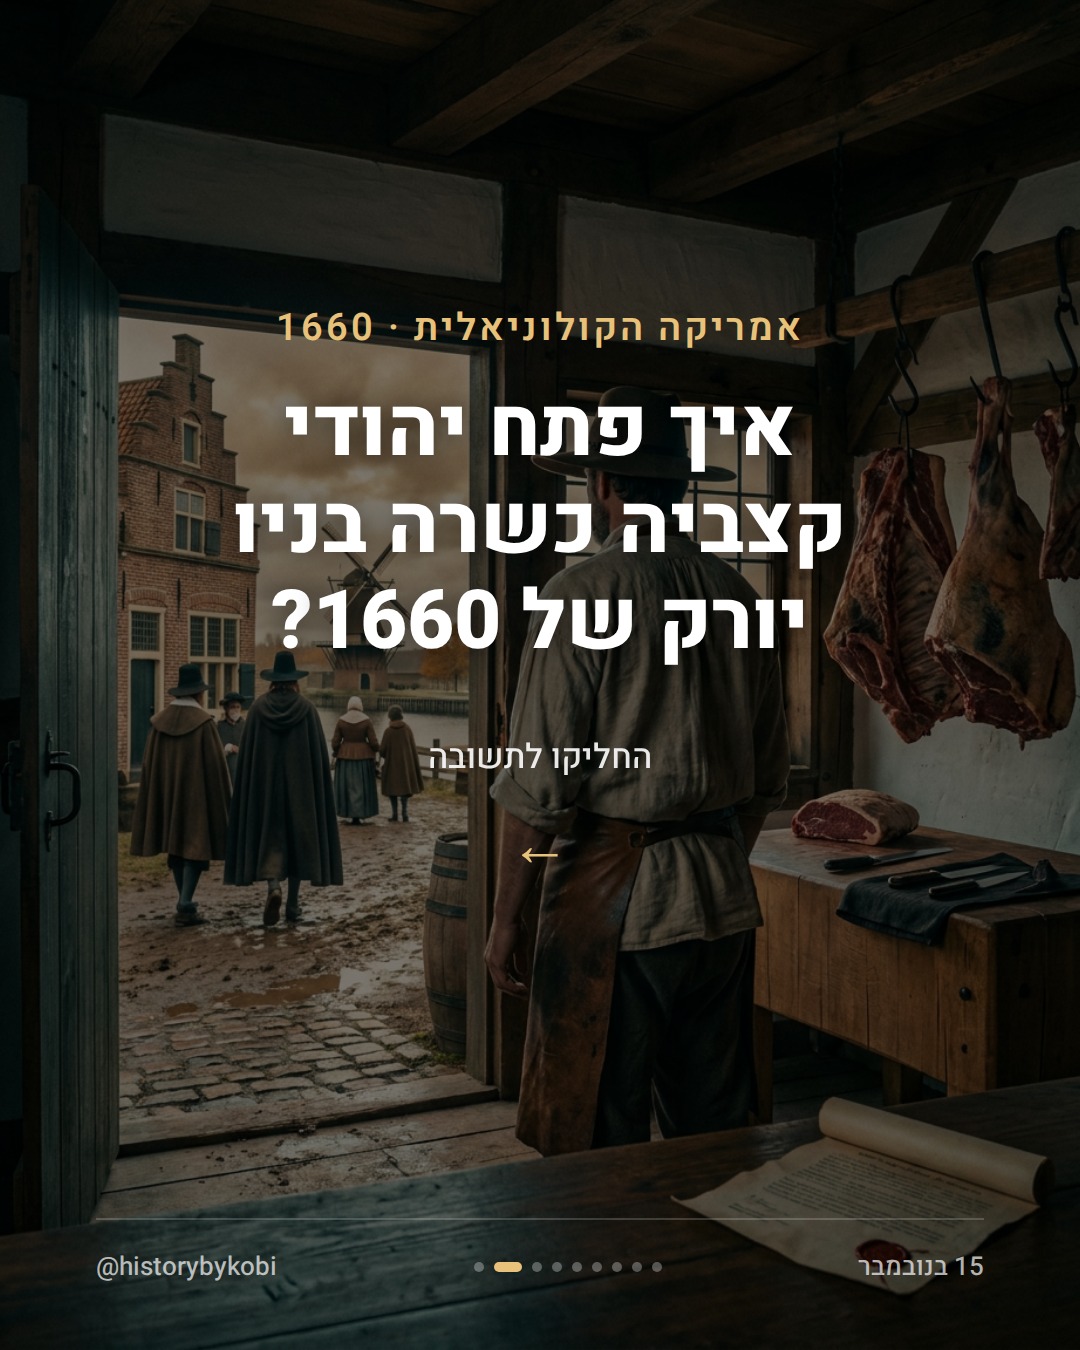 אמריקה הקולוניאלית · 1660
איך פתח יהודי
קצביה כשרה בניו
יורק של 1660?
החליקו לתשובה
←
15 בנובמבר
@historybykobi